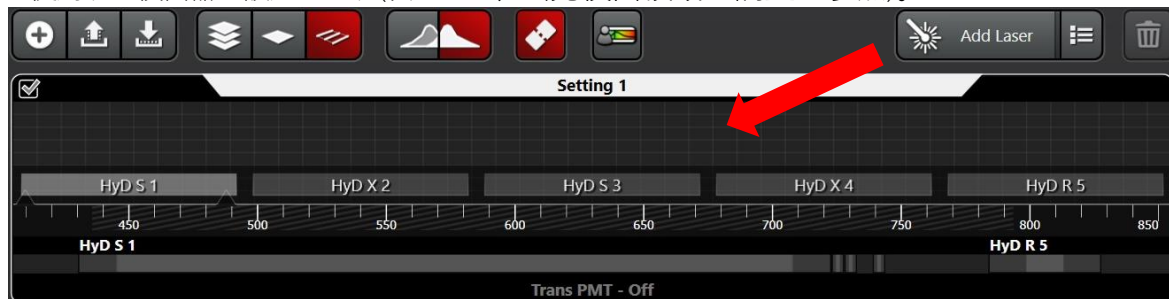 Add Laser
Setting 1
HyD S 1 HyD X 2 HyD S 3 HyD X 4 HyD R 5
450 500 550 600 650 700 750 800 850
HyD S 1 HyD R 5
Trans PMT - Off